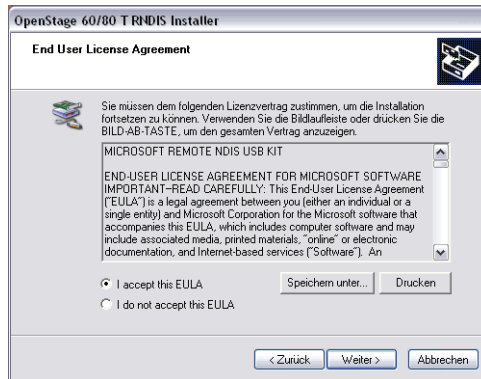 OpenStage 60/80 T RNDIS Installer
End User License Agreement
Sie müssen dem folgenden Lizenzvertrag zustimmen, um die Installation
fortsetzen zu können. Verwenden Sie die Bildlaufleiste oder drücken Sie die
BILD-AB-TASTE, um den gesamten Vertrag anzuzeigen.
MICROSOFT REMOTE NDIS USB KIT
END-USER LICENSE AGREEMENT FOR MICROSOFT SOFTWARE
IMPORTANT–READ CAREFULLY: This End-User License Agreement
("EULA") is a legal agreement between you (either an individual or a
single entity) and Microsoft Corporation for the Microsoft software that
accompanies this EULA, which includes computer software and may
include associated media, printed materials, "online" or electronic
documentation, and Internet-based services ("Software"). An
I accept this EULA
Speichern unter...
Drucken
I do not accept this EULA
< Zurück
Weiter >
Abbrechen